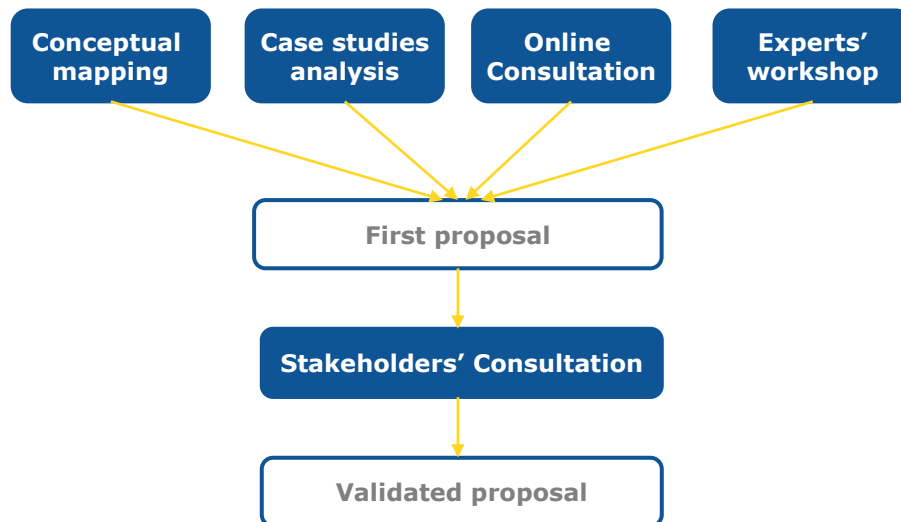 Conceptual
mapping
Case studies
analysis
Online
Consultation
Experts’
workshop
First proposal
Stakeholders’ Consultation
Validated proposal